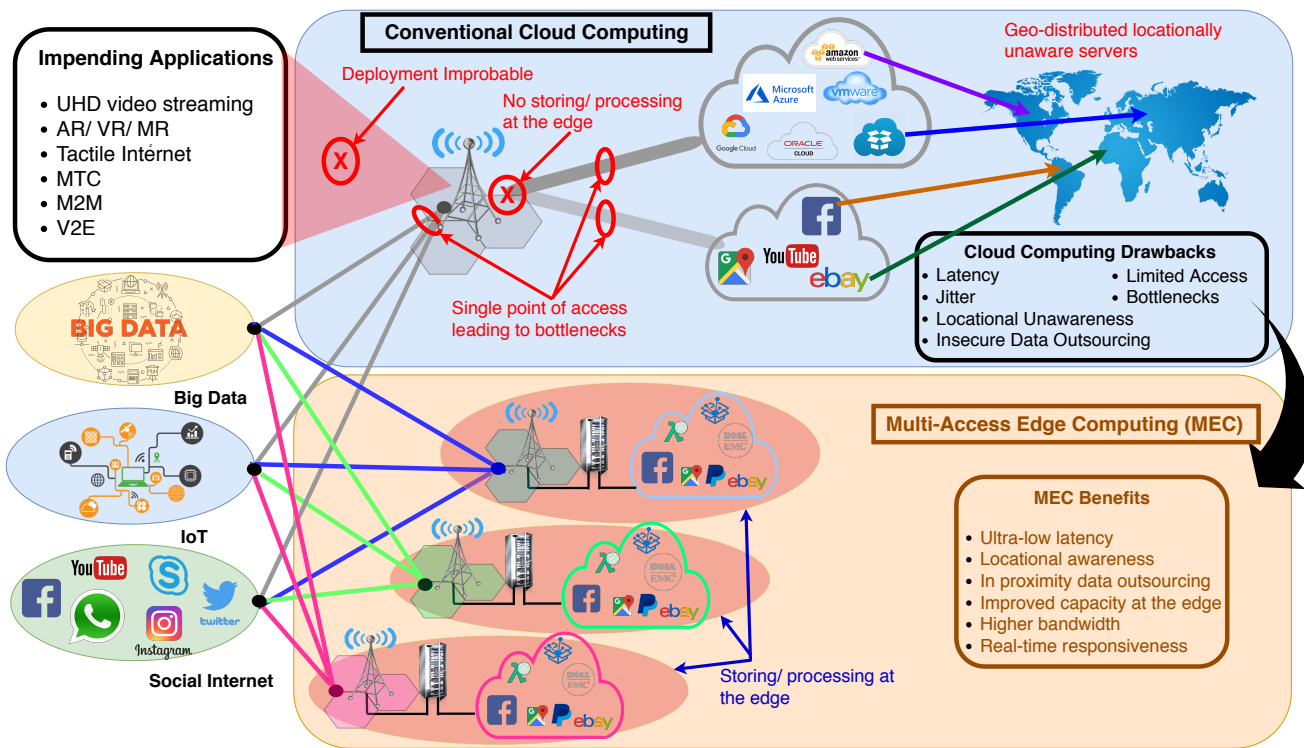 Impending Applications
• UHD video streaming
• AR/ VR/ MR
• Tactile Internet
• MTC
• M2M
• V2E
Conventional Cloud Computing
Deployment Improbable
X
No storing/ processing
at the edge
X
Single point of access
leading to bottlenecks
amazon
webservices™
Microsoft
Azure
vmware
Google Cloud
ORACLE
CLOUD
f
G
YouTube
ebay
Geo-distributed locationally
unaware servers
Cloud Computing Drawbacks
• Latency
• Jitter
• Locational Unawareness
• Insecure Data Outsourcing
• Limited Access
• Bottlenecks
BIG DATA
Big Data
IoT
YouTube
S
f
twitter
Instagram
Social Internet
Multi-Access Edge Computing (MEC)
DELL
EMC
f
G
P
ebay
DELL
EMC
f
G
P
ebay
DELL
EMC
f
G
P
ebay
Storing/ processing at
the edge
MEC Benefits
• Ultra-low latency
• Locational awareness
• In proximity data outsourcing
• Improved capacity at the edge
• Higher bandwidth
• Real-time responsiveness